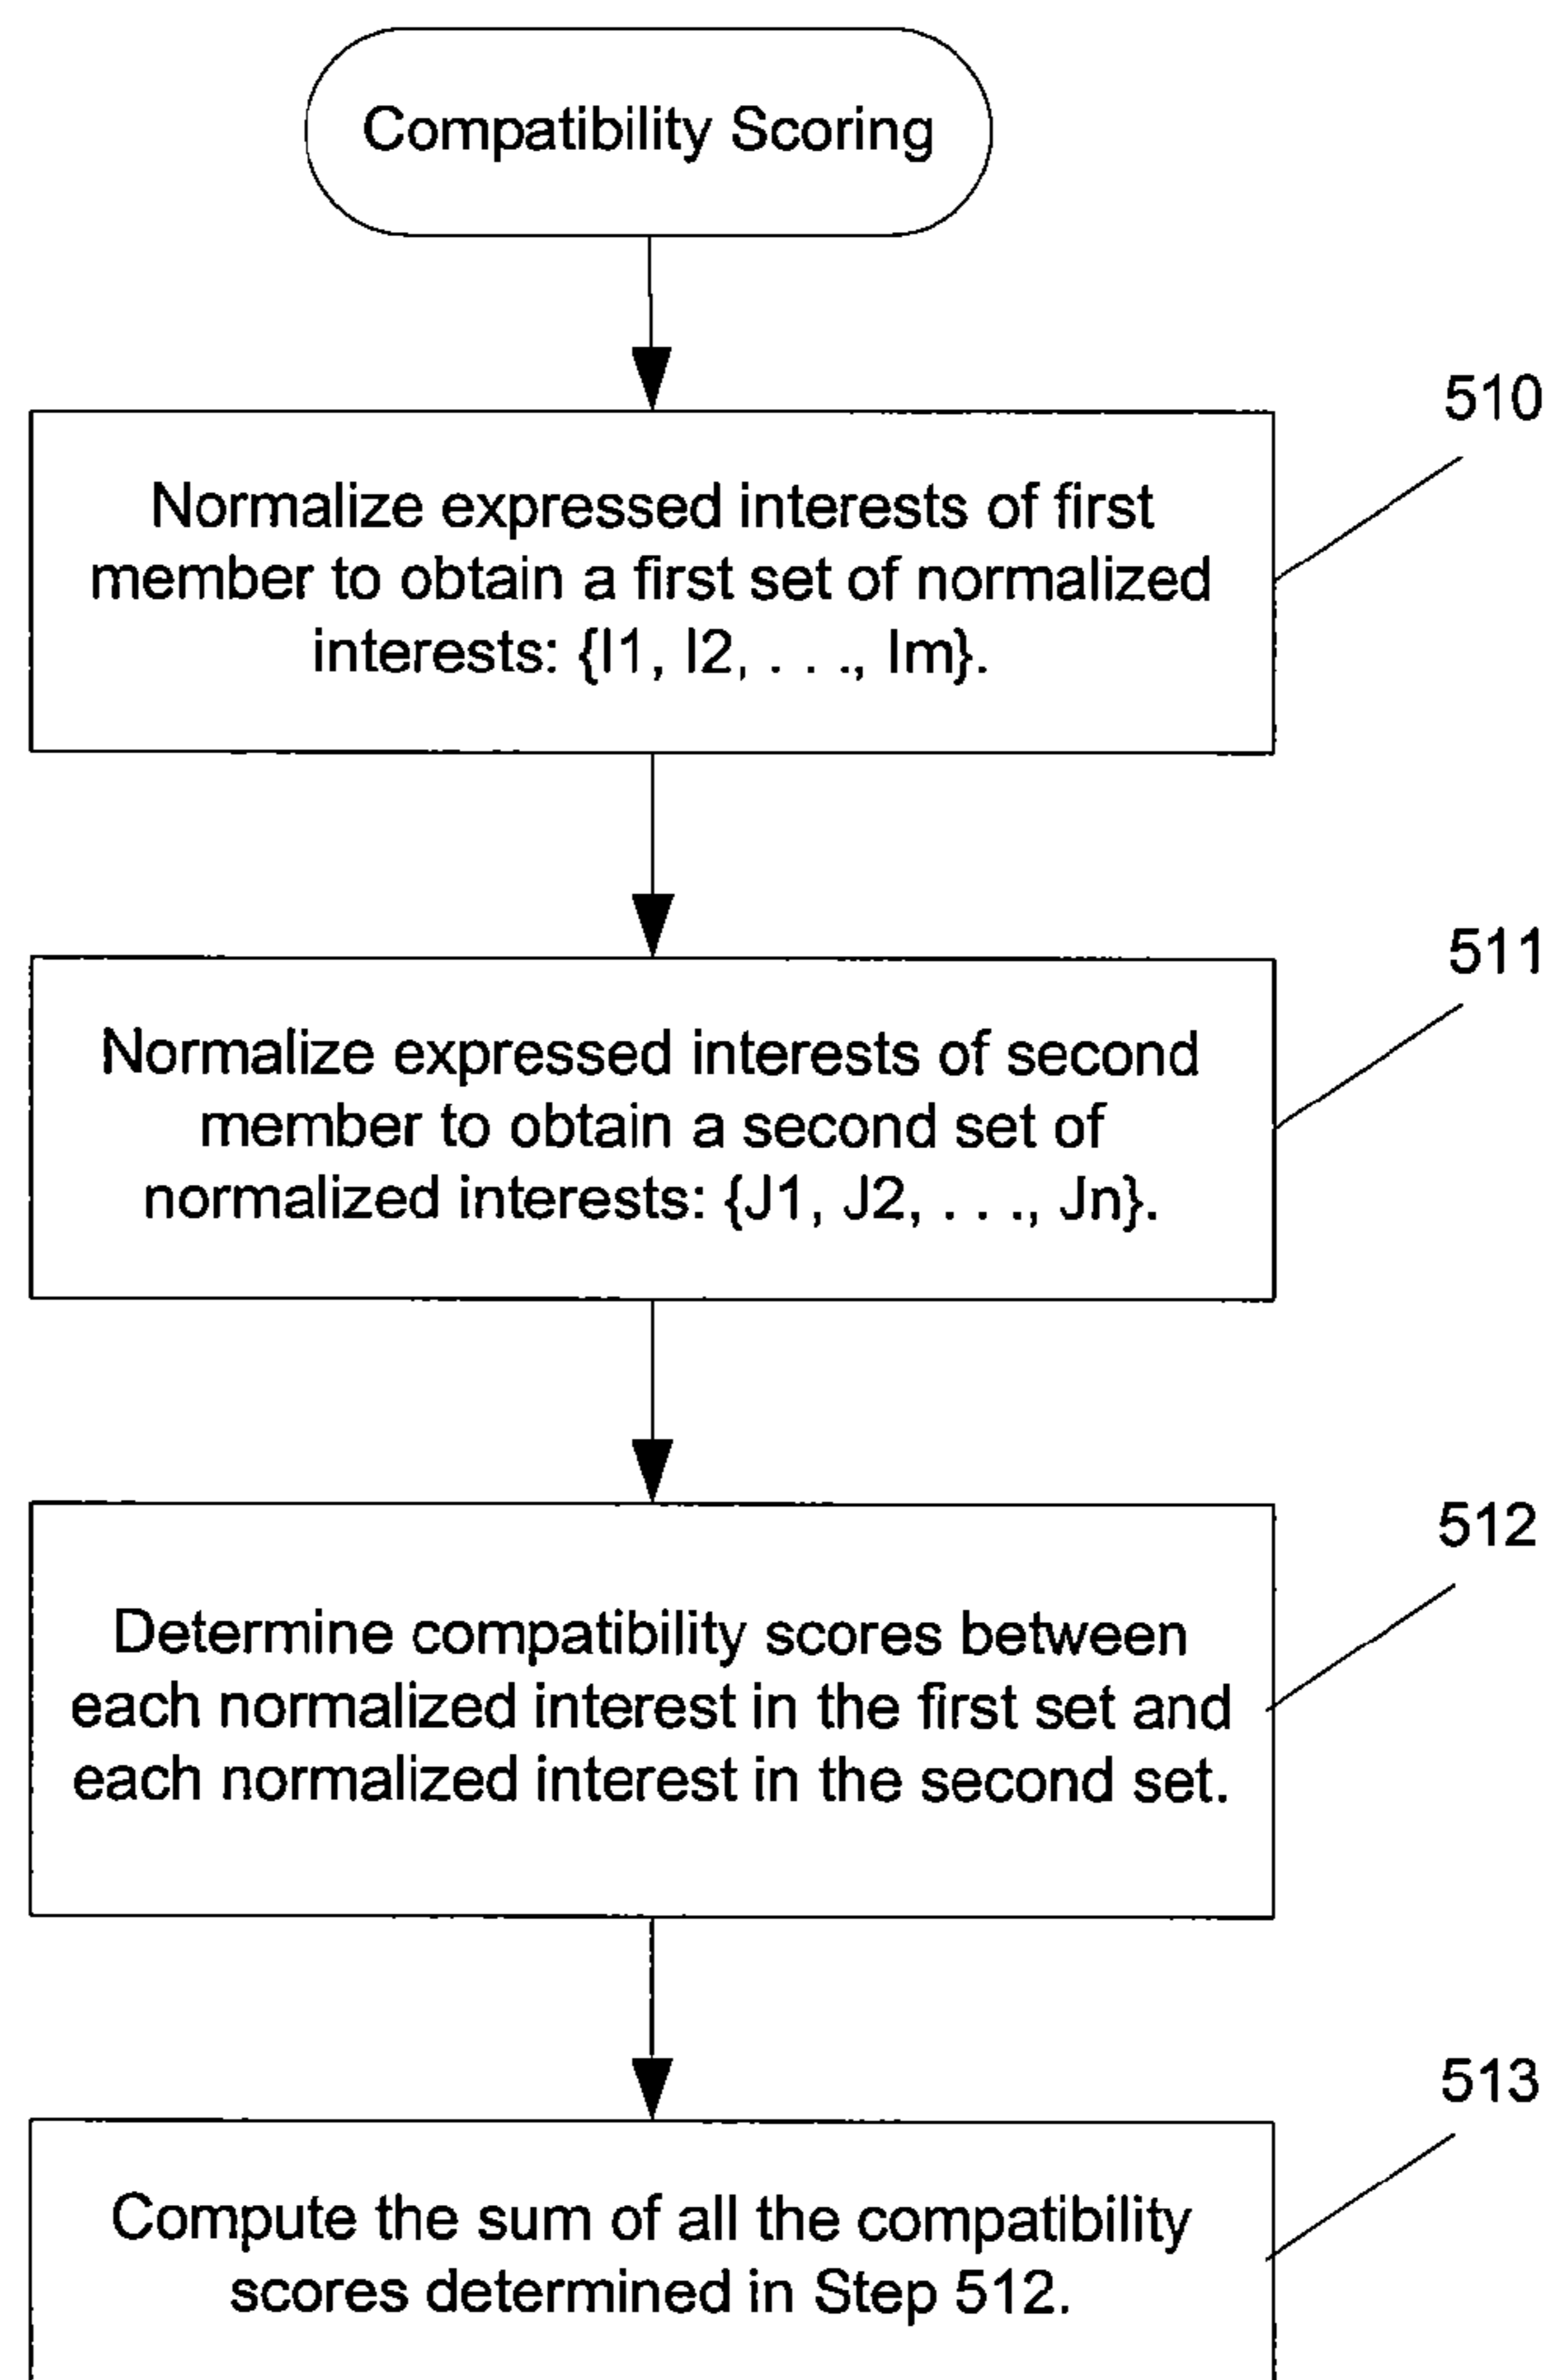 Compatibility Scoring
510
Normalize expressed interests of first
member to obtain a first set of normalized
interests: {I1, I2, . . ., Im}.
511
Normalize expressed interests of second
member to obtain a second set of
normalized interests: {J1, J2, . . ., Jn}.
512
Determine compatibility scores between
each normalized interest in the first set and
each normalized interest in the second set.
513
Compute the sum of all the compatibility
scores determined in Step 512.